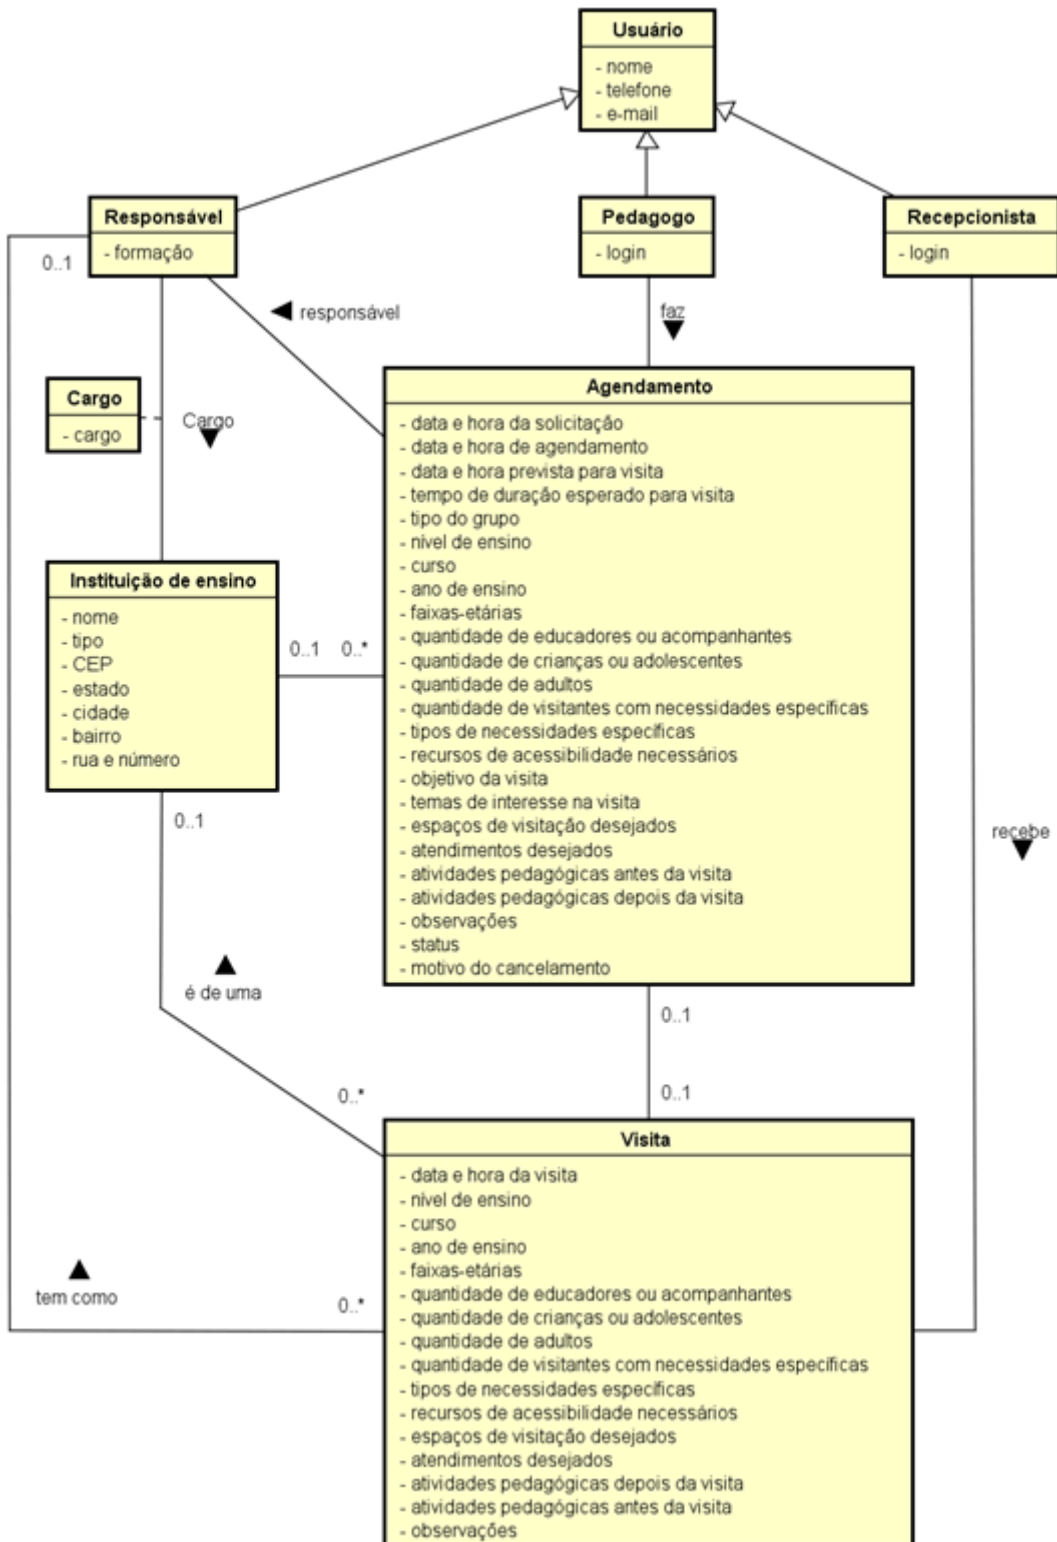 Usuário
- nome
- telefone
- e-mail
Responsável
- formação
Pedagogo
- login
Recepcionista
- login
0..1
responsável
faz
Cargo
- cargo
Cargo
Agendamento
- data e hora da solicitação
- data e hora de agendamento
- data e hora prevista para visita
- tempo de duração esperado para visita
- tipo do grupo
- nível de ensino
- curso
- ano de ensino
- faixas-etárias
- quantidade de educadores ou acompanhantes
- quantidade de crianças ou adolescentes
- quantidade de adultos
- quantidade de visitantes com necessidades específicas
- tipos de necessidades específicas
- recursos de acessibilidade necessários
- objetivo da visita
- temas de interesse na visita
- espaços de visitação desejados
- atendimentos desejados
- atividades pedagógicas antes da visita
- atividades pedagógicas depois da visita
- observações
- status
- motivo do cancelamento
Instituição de ensino
- nome
- tipo
- CEP
- estado
- cidade
- bairro
- rua e número
0..1 0..*
0..1
recebe
é de uma
0..1
0..1
0..*
Visita
- data e hora da visita
- nível de ensino
- curso
- ano de ensino
- faixas-etárias
- quantidade de educadores ou acompanhantes
- quantidade de crianças ou adolescentes
- quantidade de adultos
- quantidade de visitantes com necessidades específicas
- tipos de necessidades específicas
- recursos de acessibilidade necessários
- espaços de visitação desejados
- atendimentos desejados
- atividades pedagógicas depois da visita
- atividades pedagógicas antes da visita
- observações
tem como
0..*